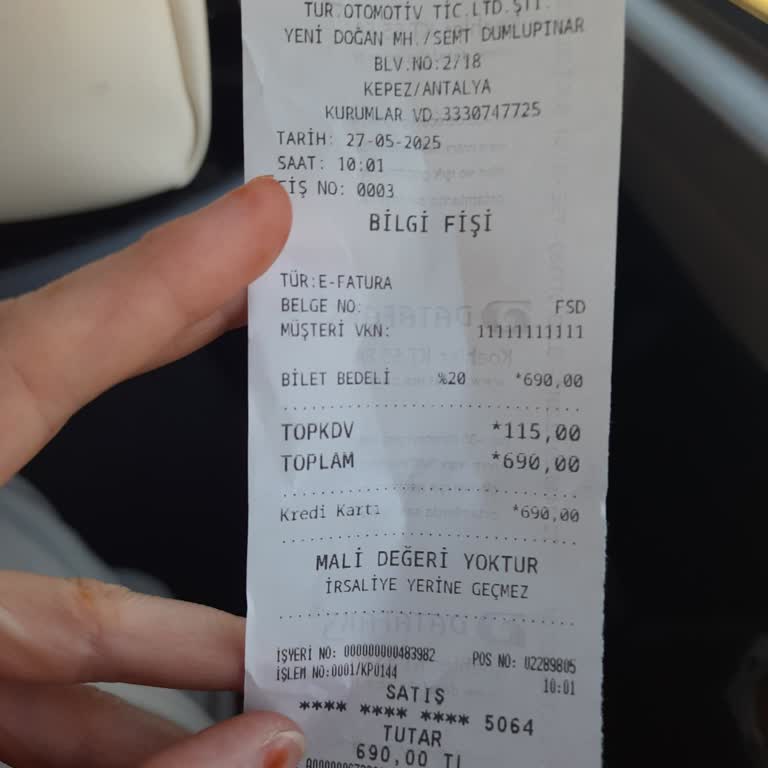 TUR.OTOMOTİV TİC.LTD.ŞTİ.
YENİ DOĞAN MH./SEMT DUMLUPINAR
BLV.NO:2/18
KEPEZ/ANTALYA
KURUMLAR VD.3330747725
TARİH: 27-05-2025
SAAT: 10:01
FİŞ NO: 0003
BİLGİ FİŞİ
TÜR:E-FATURA
BELGE NO: FSD
MÜŞTERİ VKN: 11111111111
BİLET BEDELİ %20 *690,00
TOPKDV *115,00
TOPLAM *690,00
Kredi Kartı *690,00
MALİ DEĞERİ YOKTUR
İRSALİYE YERİNE GEÇMEZ
İŞYERİ NO: 000000000483982 POS NO: 02289805
İŞLEM NO:0001/KP0144 10:01
SATIŞ
**** **** **** 5064
TUTAR
690,00 TL